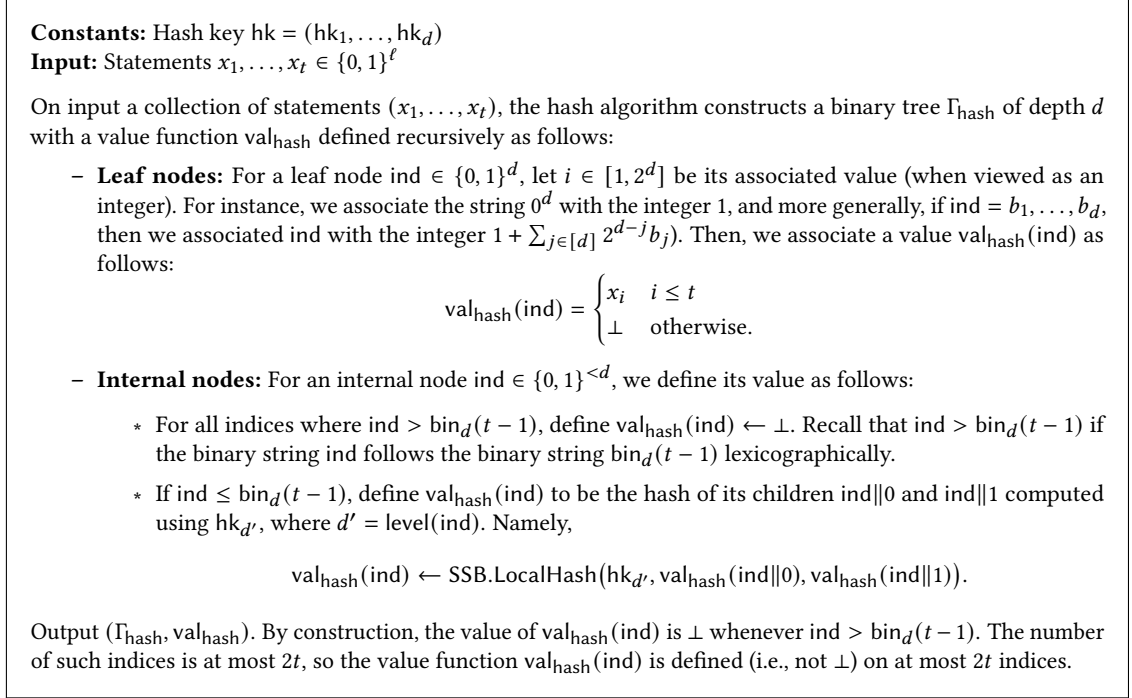 Constants: Hash key hk = (hk₁, . . . , hk_d)
Input: Statements x₁, . . . , x_t ∈ {0, 1}^ℓ
On input a collection of statements (x₁, . . . , x_t), the hash algorithm constructs a binary tree Γ_hash of depth d
with a value function val_hash defined recursively as follows:
– Leaf nodes: For a leaf node ind ∈ {0, 1}^d, let i ∈ [1, 2^d] be its associated value (when viewed as an
integer). For instance, we associate the string 0^d with the integer 1, and more generally, if ind = b₁, . . . , b_d,
then we associated ind with the integer 1 + ∑_{j∈[d]} 2^{d−j}b_j). Then, we associate a value val_hash(ind) as
follows:
val_hash(ind) = { x_i i ≤ t
⊥ otherwise.
– Internal nodes: For an internal node ind ∈ {0, 1}^{<d}, we define its value as follows:
* For all indices where ind > bin_d(t − 1), define val_hash(ind) ← ⊥. Recall that ind > bin_d(t − 1) if
the binary string ind follows the binary string bin_d(t − 1) lexicographically.
* If ind ≤ bin_d(t − 1), define val_hash(ind) to be the hash of its children ind∥0 and ind∥1 computed
using hk_{d′}, where d′ = level(ind). Namely,
val_hash(ind) ← SSB.LocalHash(hk_{d′}, val_hash(ind∥0), val_hash(ind∥1)).
Output (Γ_hash, val_hash). By construction, the value of val_hash(ind) is ⊥ whenever ind > bin_d(t − 1). The number
of such indices is at most 2t, so the value function val_hash(ind) is defined (i.e., not ⊥) on at most 2t indices.